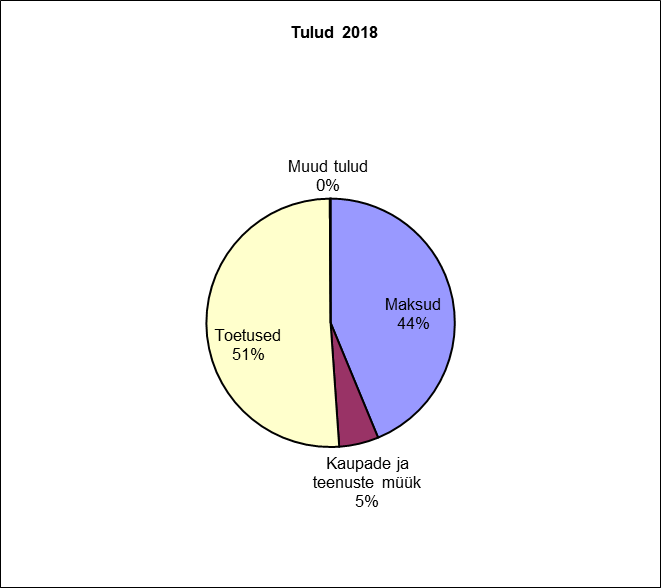 Tulud 2018
Muud tulud
0%
Maksud
44%
Toetused
51%
Kaupade ja
teenuste müük
5%